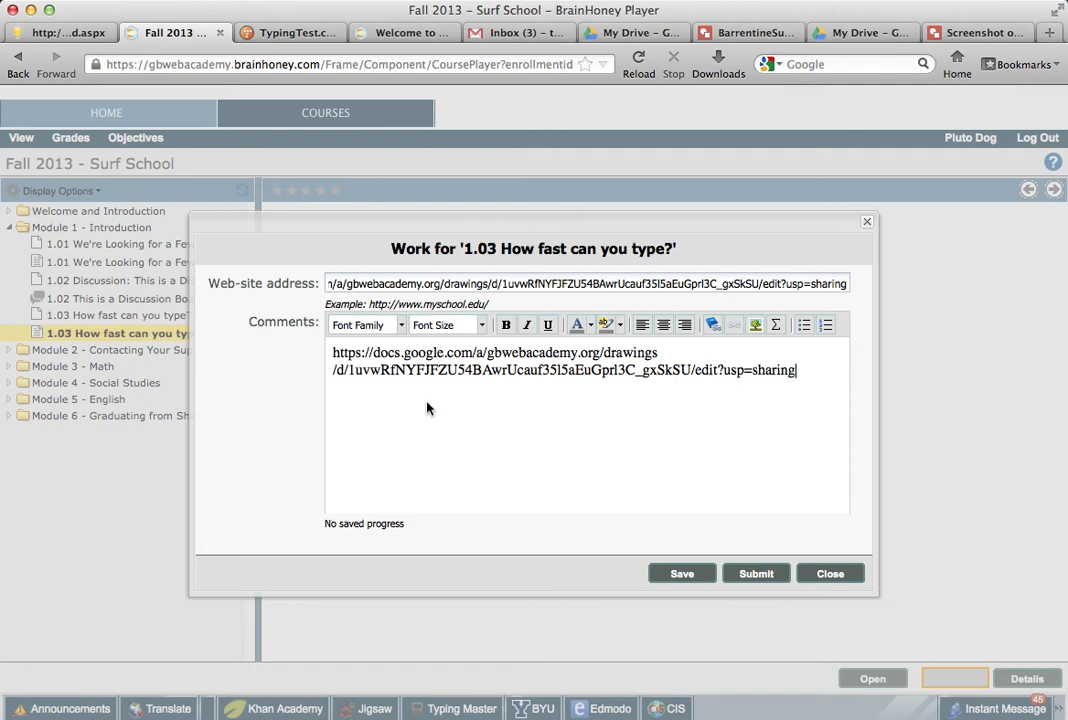 Fall 2013 - Surf School - BrainHoney Player
http:/...d.aspx
Fall 2013 ...
TypingTest.c...
Welcome to ...
Inbox (3) – t...
My Drive – G...
BarrentineSu...
My Drive – G...
Screenshot o...
Back
Forward
https://gbwebacademy.brainhoney.com/Frame/Component/CoursePlayer?enrollmentid
Reload
Stop
Downloads
Google
Home
Bookmarks
HOME
COURSES
View
Grades
Objectives
Pluto Dog
Log Out
Fall 2013 - Surf School
?
Display Options
Welcome and Introduction
Module 1 - Introduction
1.01 We're Looking for a Fe
1.01 We're Looking for a Fe
1.02 Discussion: This is a D
1.02 This is a Discussion Bo
1.03 How fast can you type?
1.03 How fast can you ty
Module 2 - Contacting Your Su
Module 3 - Math
Module 4 - Social Studies
Module 5 - English
Module 6 - Graduating from Sh
Work for '1.03 How fast can you type?'
Web-site address:
n/a/gbwebacademy.org/drawings/d/1uvwRfNYFJFZU54BAwrUcauf35l5aEuGprl3C_gxSkSU/edit?usp=sharing
Example: http://www.myschool.edu/
Comments:
Font Family
Font Size
B I U A ab Σ
https://docs.google.com/a/gbwebacademy.org/drawings
/d/1uvwRfNYFJFZU54BAwrUcauf35l5aEuGprl3C_gxSkSU/edit?usp=sharing
No saved progress
Save
Submit
Close
Open
Details
Announcements
Translate
Khan Academy
Jigsaw
Typing Master
BYU
Edmodo
CIS
45
Instant Message